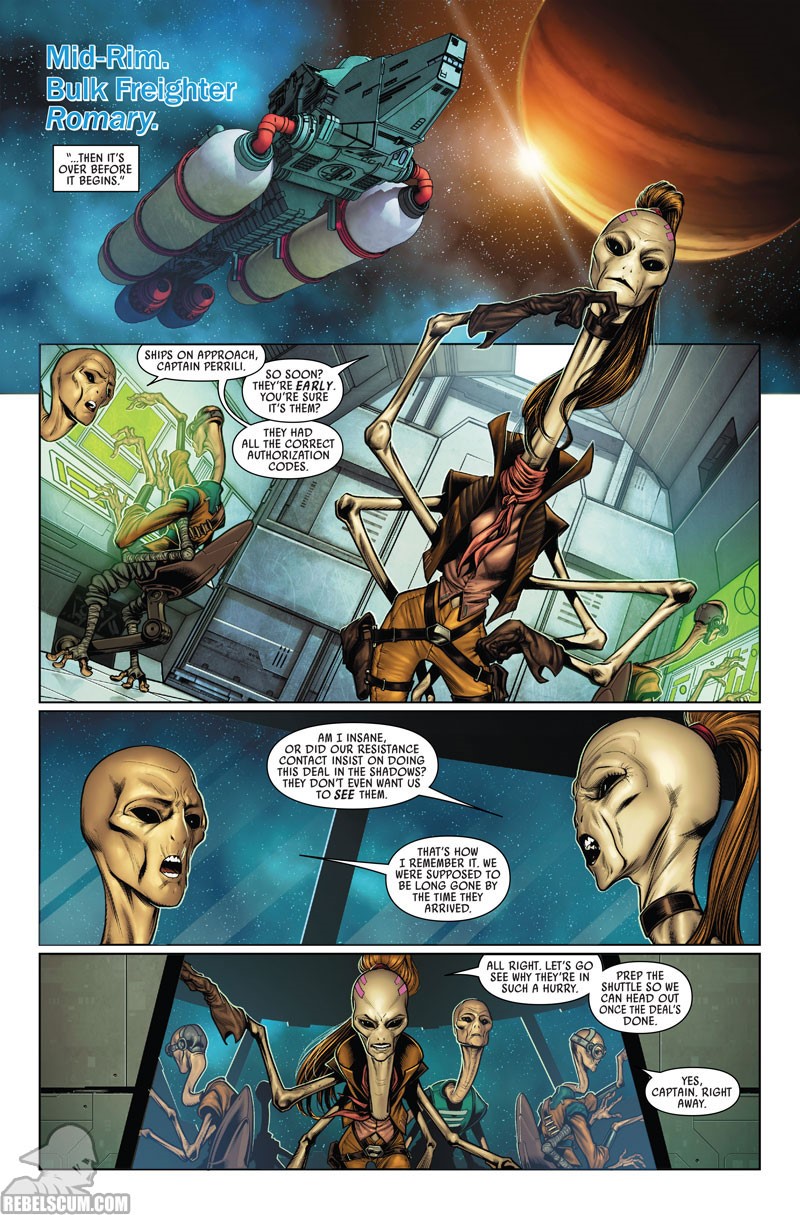 Mid-Rim.
Bulk Freighter
Romary.
"...THEN IT'S
OVER BEFORE
IT BEGINS."
SHIPS ON APPROACH,
CAPTAIN PERRILI.
SO SOON?
THEY'RE EARLY.
YOU'RE SURE
IT'S THEM?
THEY HAD
ALL THE CORRECT
AUTHORIZATION
CODES.
AM I INSANE,
OR DID OUR RESISTANCE
CONTACT INSIST ON DOING
THIS DEAL IN THE SHADOWS?
THEY DON'T EVEN WANT US
TO SEE THEM.
THAT'S HOW
I REMEMBER IT. WE
WERE SUPPOSED TO
BE LONG GONE BY
THE TIME THEY
ARRIVED.
ALL RIGHT. LET'S GO
SEE WHY THEY'RE IN
SUCH A HURRY.
PREP THE
SHUTTLE SO WE
CAN HEAD OUT
ONCE THE DEAL'S
DONE.
YES,
CAPTAIN. RIGHT
AWAY.
REBELSCUM.COM